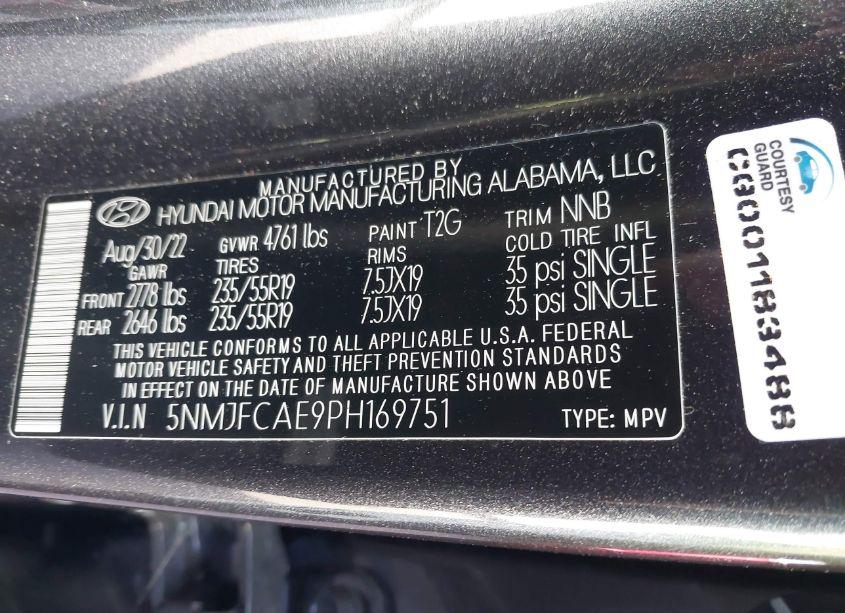 MANUFACTURED BY
HYUNDAI MOTOR MANUFACTURING ALABAMA, LLC
Aug/30/22 GVWR 4761 lbs PAINT T2G TRIM NNB
GAWR TIRES RIMS COLD TIRE INFL
FRONT 2778 lbs 235/55R19 7.5JX19 35 psi SINGLE
REAR 2646 lbs 235/55R19 7.5JX19 35 psi SINGLE
THIS VEHICLE CONFORMS TO ALL APPLICABLE U.S.A. FEDERAL
MOTOR VEHICLE SAFETY AND THEFT PREVENTION STANDARDS
IN EFFECT ON THE DATE OF MANUFACTURE SHOWN ABOVE
V.I.N 5NMJFCAE9PH169751 TYPE: MPV
COURTESY
GUARD
CG001183488